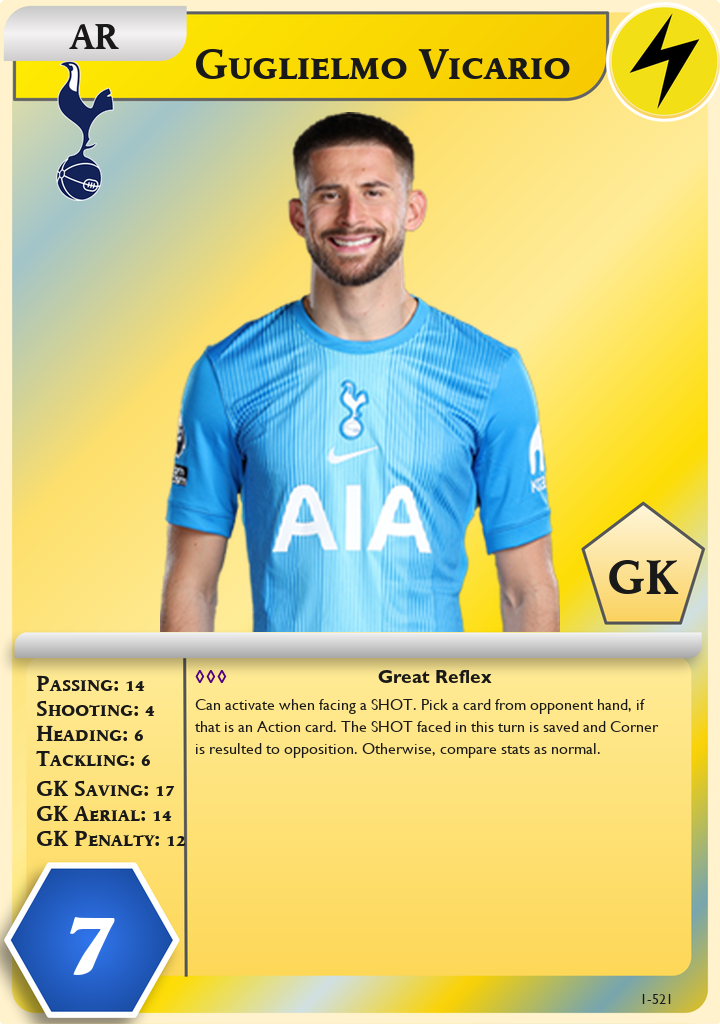 AR
Guglielmo Vicario
AIA
GK
Passing: 14
Shooting: 4
Heading: 6
Tackling: 6
GK Saving: 17
GK Aerial: 14
GK Penalty: 12
7
Great Reflex
Can activate when facing a SHOT. Pick a card from opponent hand, if
that is an Action card. The SHOT faced in this turn is saved and Corner
is resulted to opposition. Otherwise, compare stats as normal.
1-521